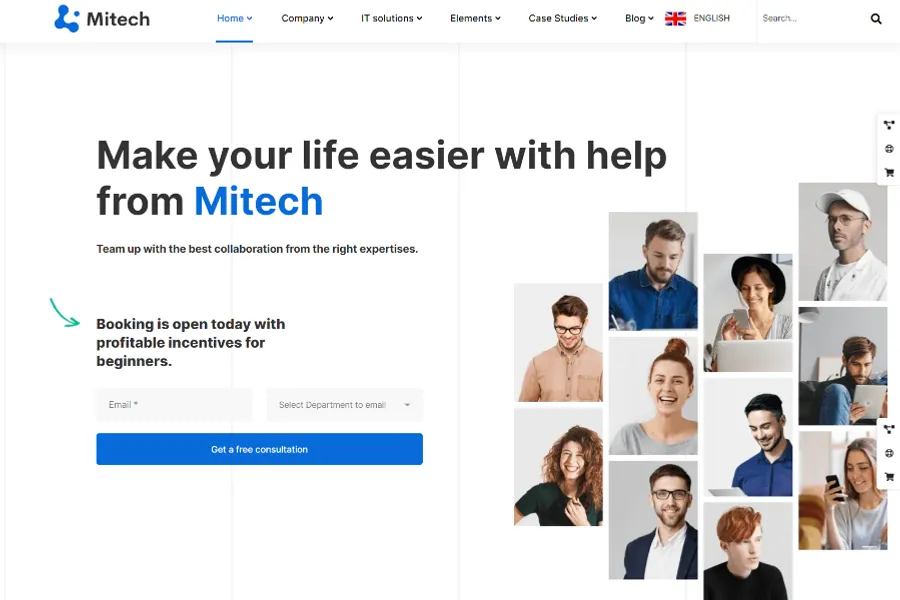 Mitech
Home Company IT solutions Elements Case Studies Blog ENGLISH Search...
Make your life easier with help
from Mitech
Team up with the best collaboration from the right expertises.
Booking is open today with
profitable incentives for
beginners.
Email * Select Department to email
Get a free consultation